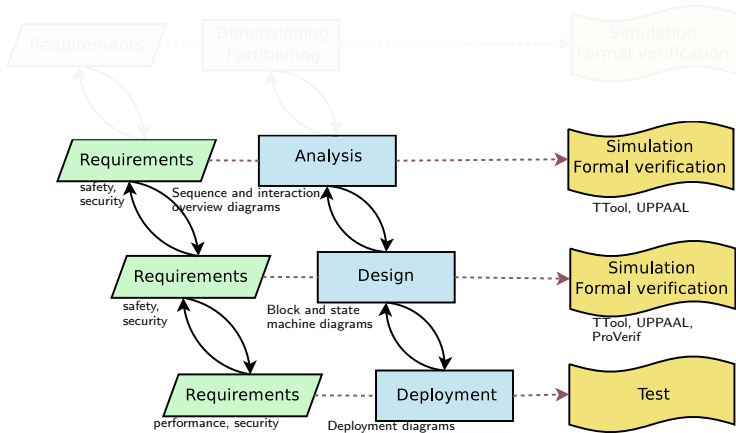 Requirements
Dimensioning
Partitioning
Simulation
Formal verification
Requirements
Analysis
Simulation
Formal verification
safety,
security
Sequence and interaction
overview diagrams
TTool, UPPAAL
Requirements
Design
Simulation
Formal verification
safety,
security
Block and state
machine diagrams
TTool, UPPAAL,
ProVerif
Requirements
Deployment
Test
performance, security
Deployment diagrams